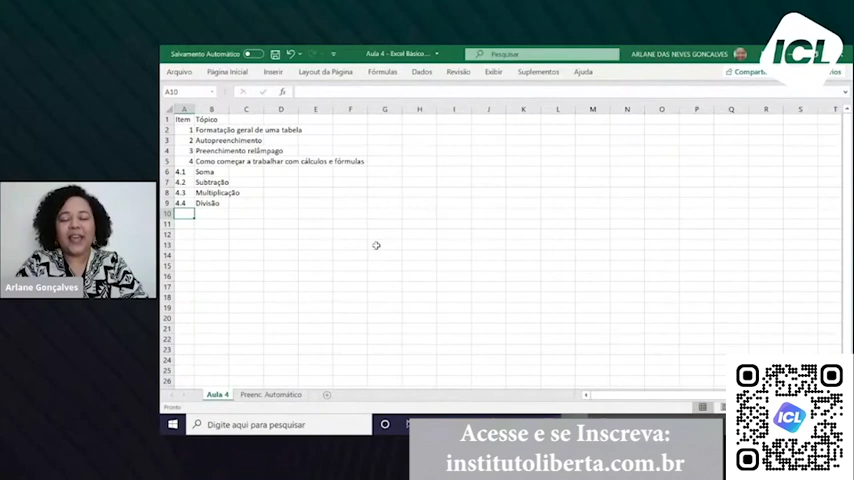 ICL
Salvamento Automático
Aula 4 - Excel Básico...
Pesquisar
ARLANE DAS NEVES GONCALVES
Arquivo Página Inicial Inserir Layout da Página Fórmulas Dados Revisão Exibir Suplementos Ajuda
A10 fx
A B C D E F G H I J K L M N O P Q R S T
1 Item Tópico
2 1 Formatação geral de uma tabela
3 2 Autopreenchimento
4 3 Preenchimento relâmpago
5 4 Como começar a trabalhar com cálculos e fórmulas
6 4.1 Soma
7 4.2 Subtração
8 4.3 Multiplicação
9 4.4 Divisão
10
11
12
13
14
15
16
17
18
19
20
21
22
23
24
25
26
Arlane Gonçalves
Aula 4 Preenc. Automático
Pronto
Digite aqui para pesquisar
Acesse e se Inscreva:
institutoliberta.com.br
ICL